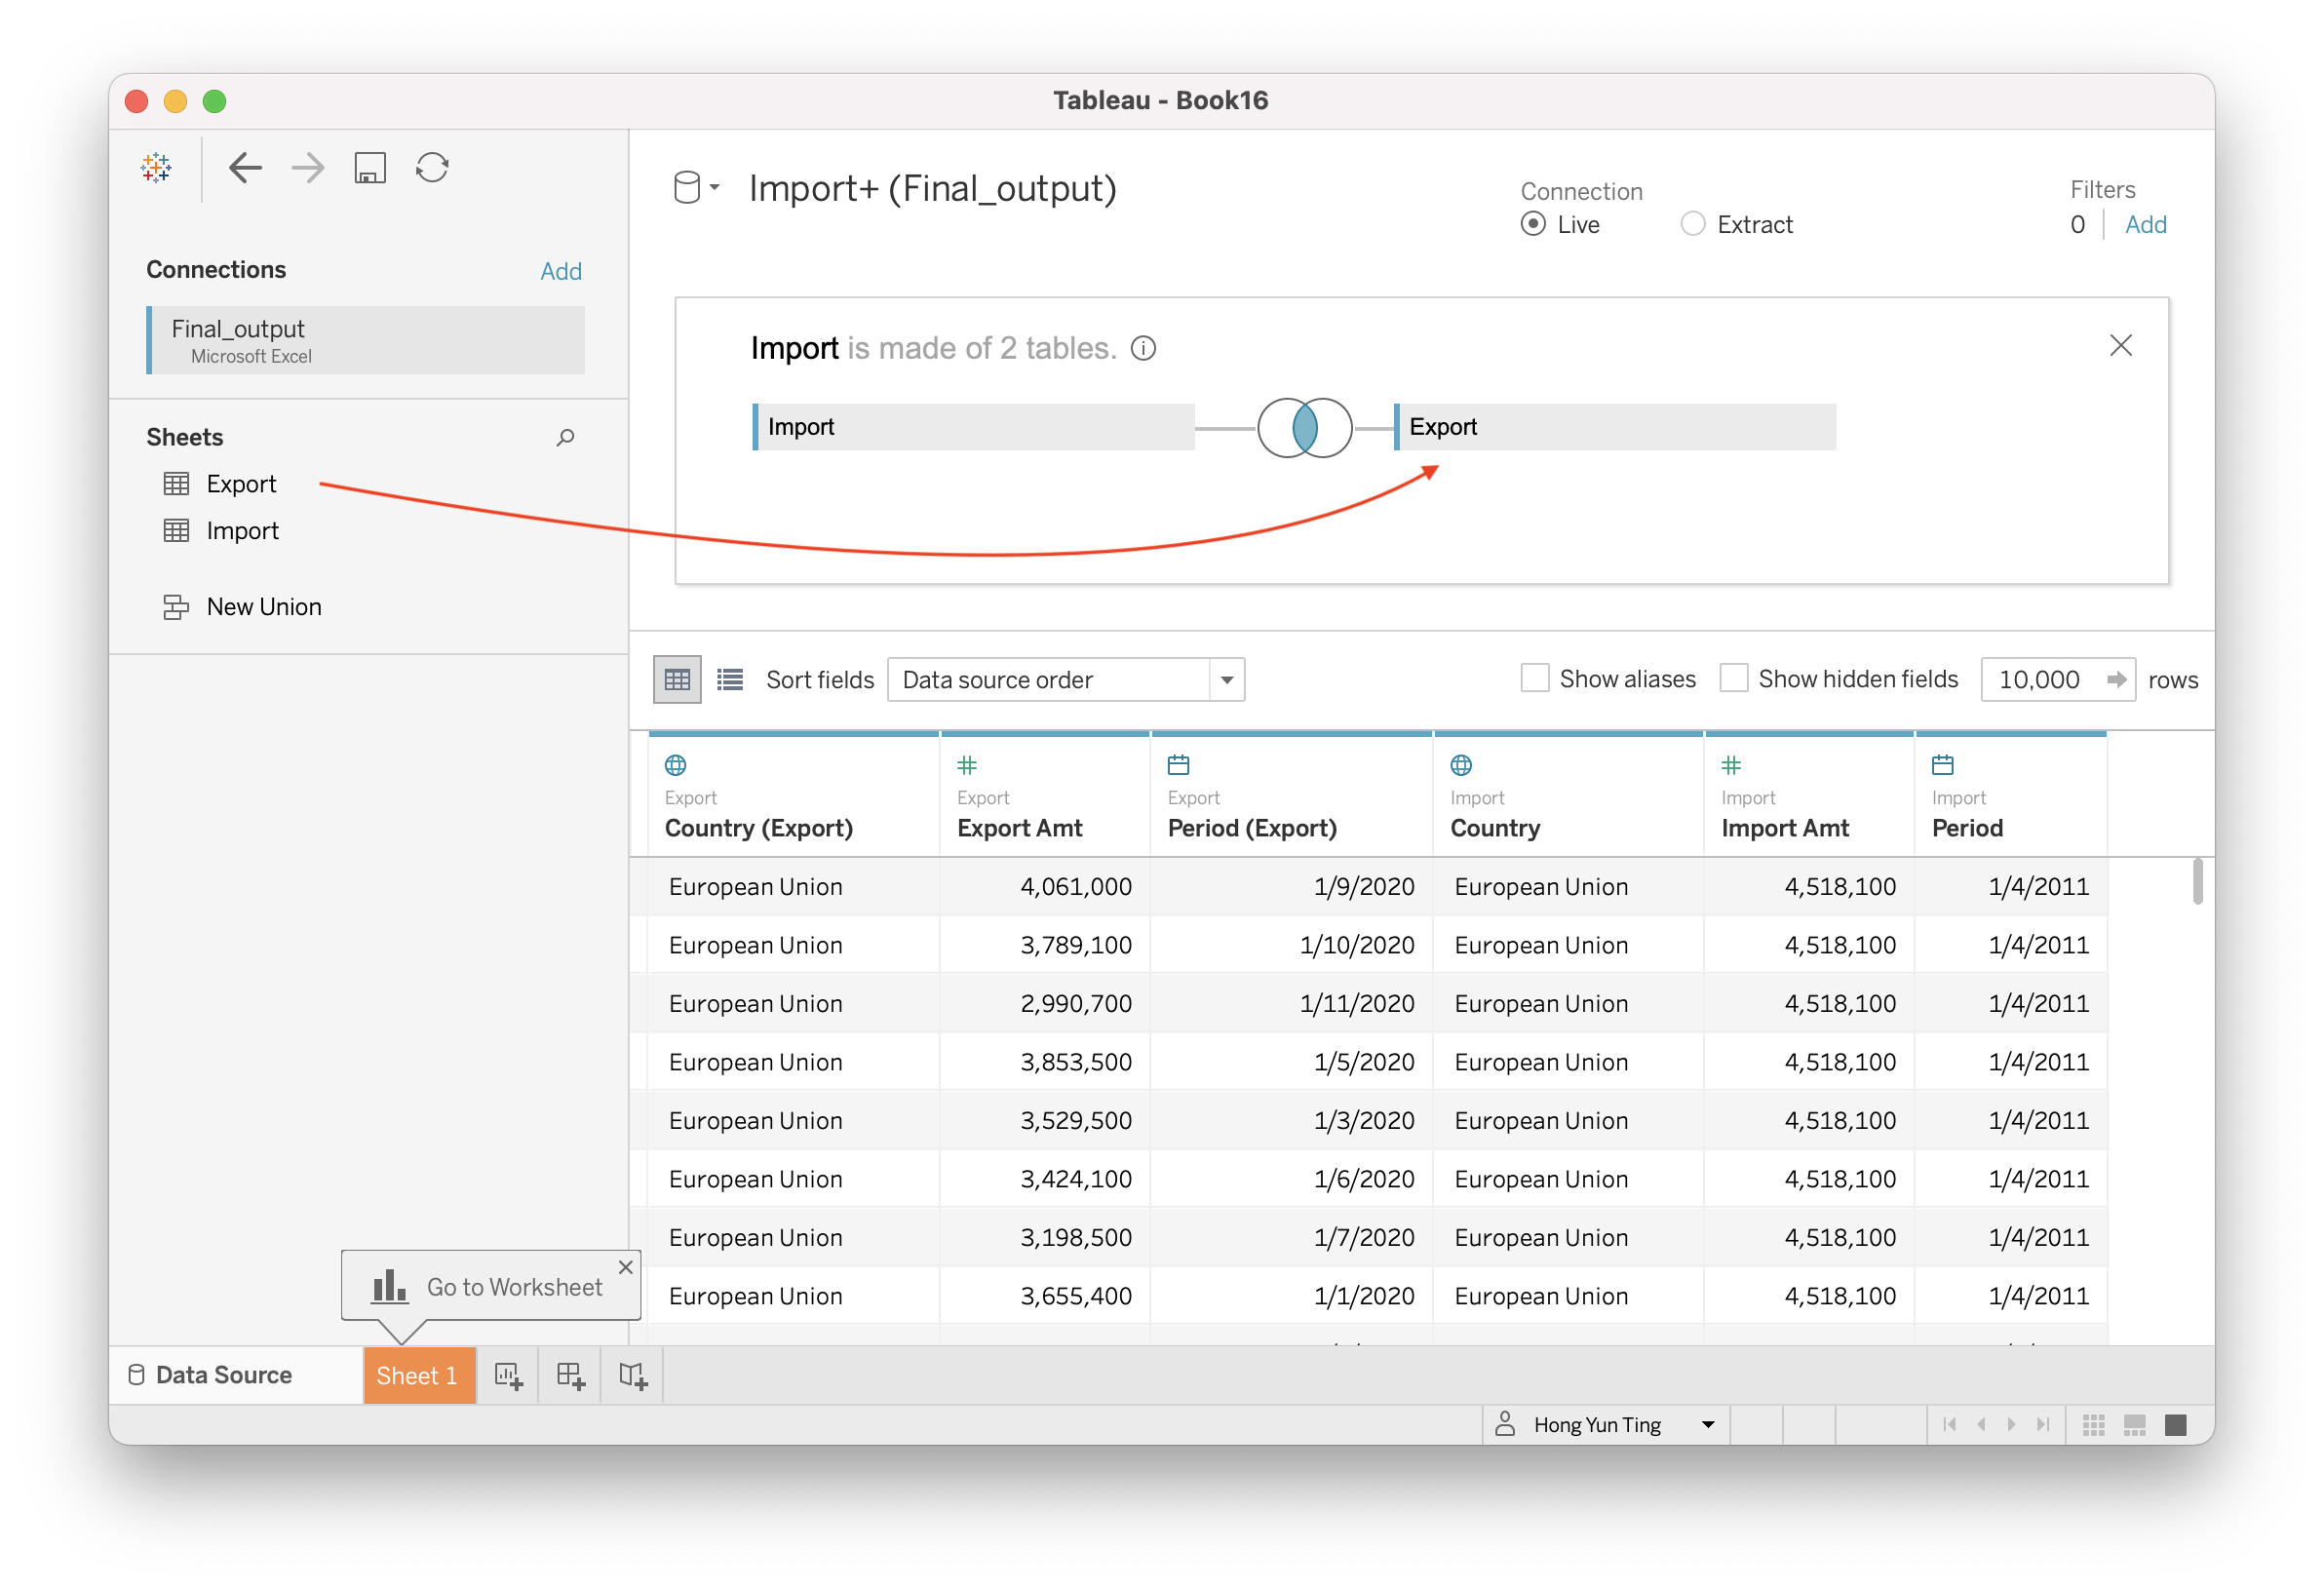 Tableau - Book16
Import+ (Final_output)
Connection
Live
Extract
Filters
0
Add
Connections
Add
Final_output
Microsoft Excel
Sheets
Export
Import
New Union
Import is made of 2 tables.
Import
Export
Sort fields
Data source order
Show aliases
Show hidden fields
10,000
rows
Export Export Export Import Import Import
Country (Export) Export Amt Period (Export) Country Import Amt Period
European Union 4,061,000 1/9/2020 European Union 4,518,100 1/4/2011
European Union 3,789,100 1/10/2020 European Union 4,518,100 1/4/2011
European Union 2,990,700 1/11/2020 European Union 4,518,100 1/4/2011
European Union 3,853,500 1/5/2020 European Union 4,518,100 1/4/2011
European Union 3,529,500 1/3/2020 European Union 4,518,100 1/4/2011
European Union 3,424,100 1/6/2020 European Union 4,518,100 1/4/2011
European Union 3,198,500 1/7/2020 European Union 4,518,100 1/4/2011
European Union 3,655,400 1/1/2020 European Union 4,518,100 1/4/2011
Go to Worksheet
Data Source
Sheet 1
Hong Yun Ting